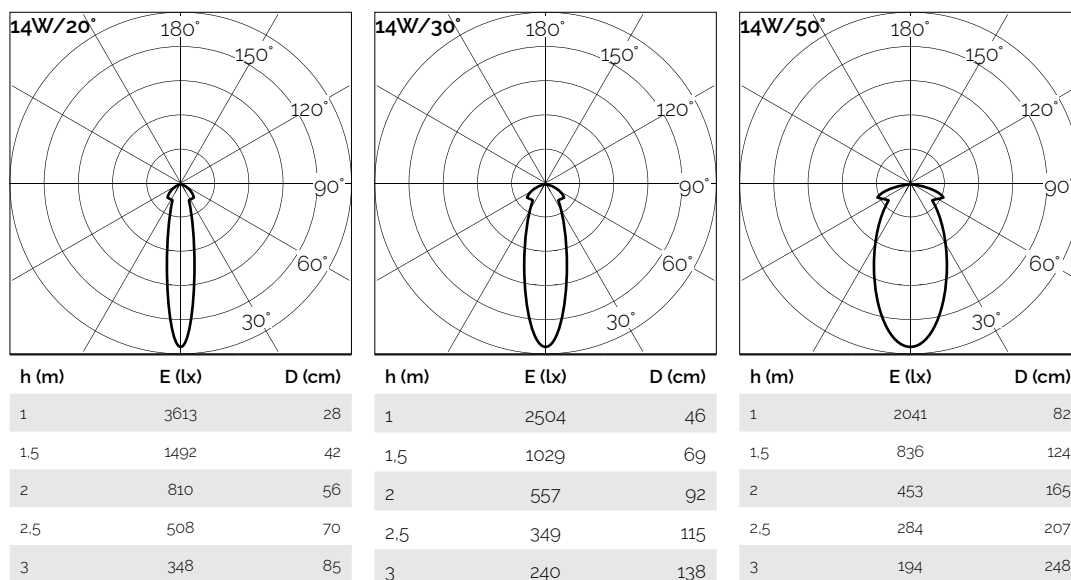 14W/20°
180°
150°
120°
90°
60°
30°
h (m) E (lx) D (cm)
1 3613 28
1,5 1492 42
2 810 56
2,5 508 70
3 348 85
14W/30°
180°
150°
120°
90°
60°
30°
h (m) E (lx) D (cm)
1 2504 46
1,5 1029 69
2 557 92
2,5 349 115
3 240 138
14W/50°
180°
150°
120°
90°
60°
30°
h (m) E (lx) D (cm)
1 2041 82
1,5 836 124
2 453 165
2,5 284 207
3 194 248